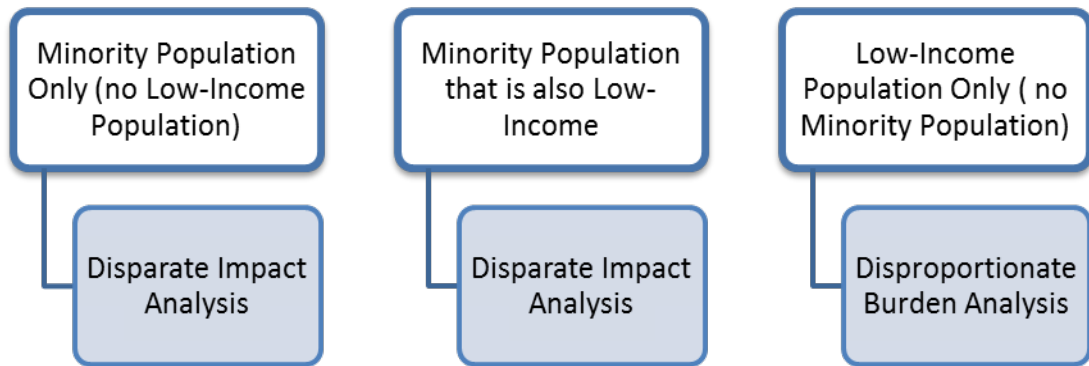 Minority Population
Only (no Low-Income
Population)
Disparate Impact
Analysis
Minority Population
that is also Low-
Income
Disparate Impact
Analysis
Low-Income
Population Only ( no
Minority Population)
Disproportionate
Burden Analysis